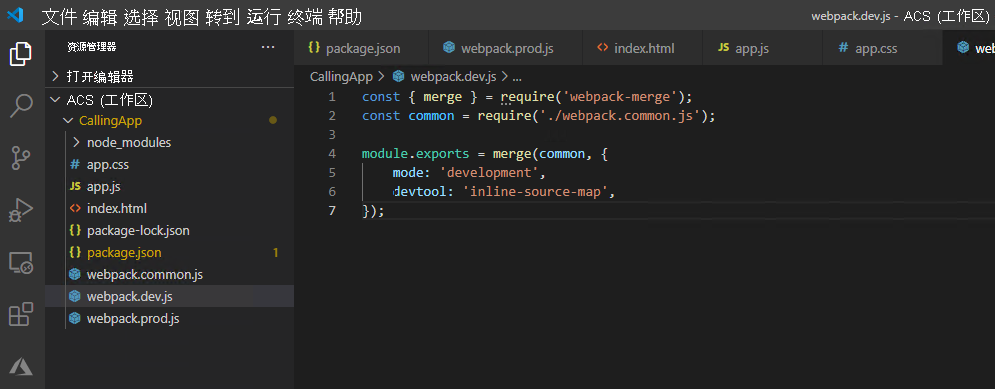 文件 编辑 选择 视图 转到 运行 终端 帮助 webpack.dev.js - ACS (工作区)
资源管理器 ···
package.json webpack.prod.js index.html app.js app.css we
打开编辑器
CallingApp > webpack.dev.js > ...
ACS (工作区)
CallingApp
node_modules
app.css
app.js
index.html
package-lock.json
package.json 1
webpack.common.js
webpack.dev.js
webpack.prod.js
1 const { merge } = require('webpack-merge');
2 const common = require('./webpack.common.js');
3
4 module.exports = merge(common, {
5 mode: 'development',
6 devtool: 'inline-source-map',
7 });